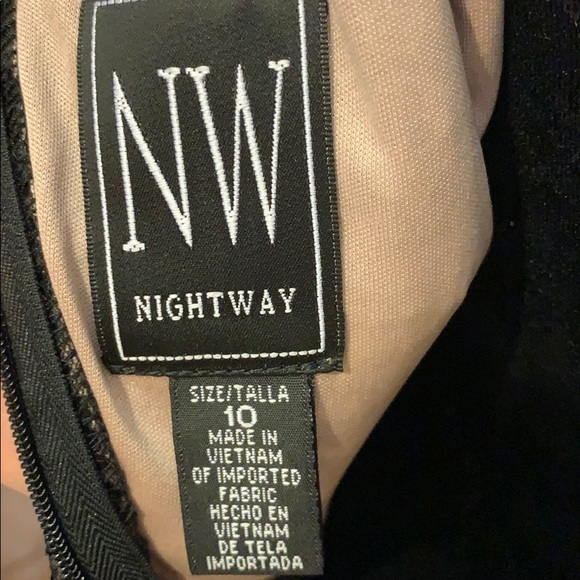 NW
NIGHTWAY
SIZE/TALLA
10
MADE IN
VIETNAM
OF IMPORTED
FABRIC
HECHO EN
VIETNAM
DE TELA
IMPORTADA